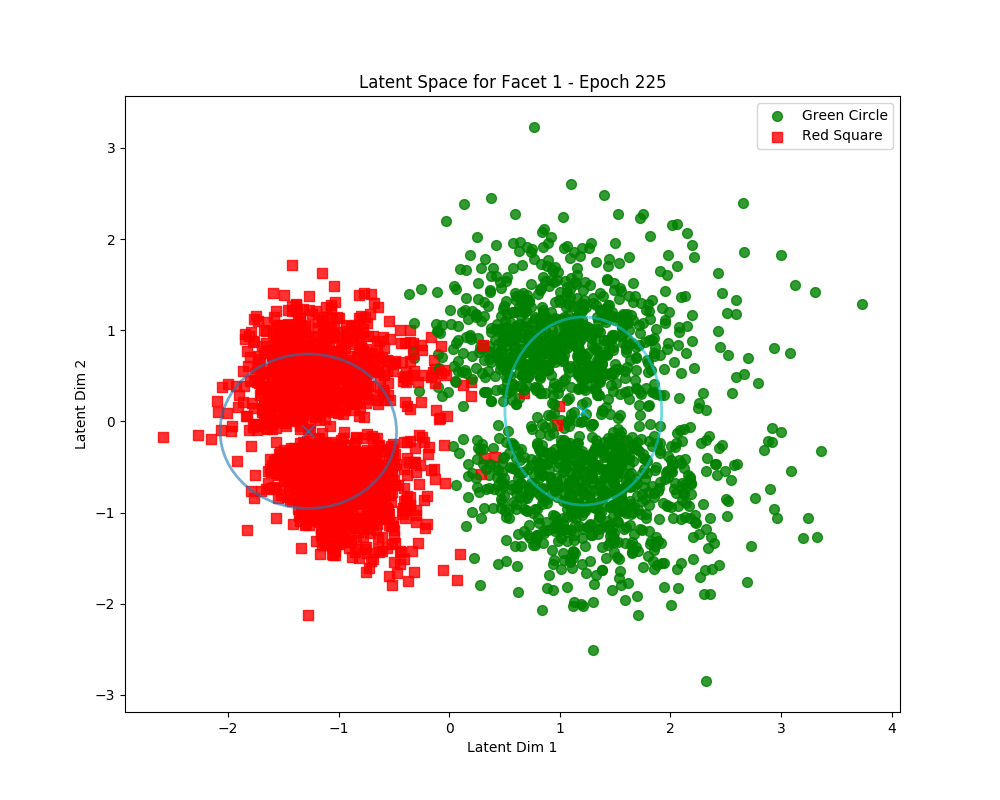 Latent Space for Facet 1 - Epoch 225
Green Circle
Red Square
3
2
1
0
−1
−2
−3
Latent Dim 2
−2
−1
0
1
2
3
4
Latent Dim 1